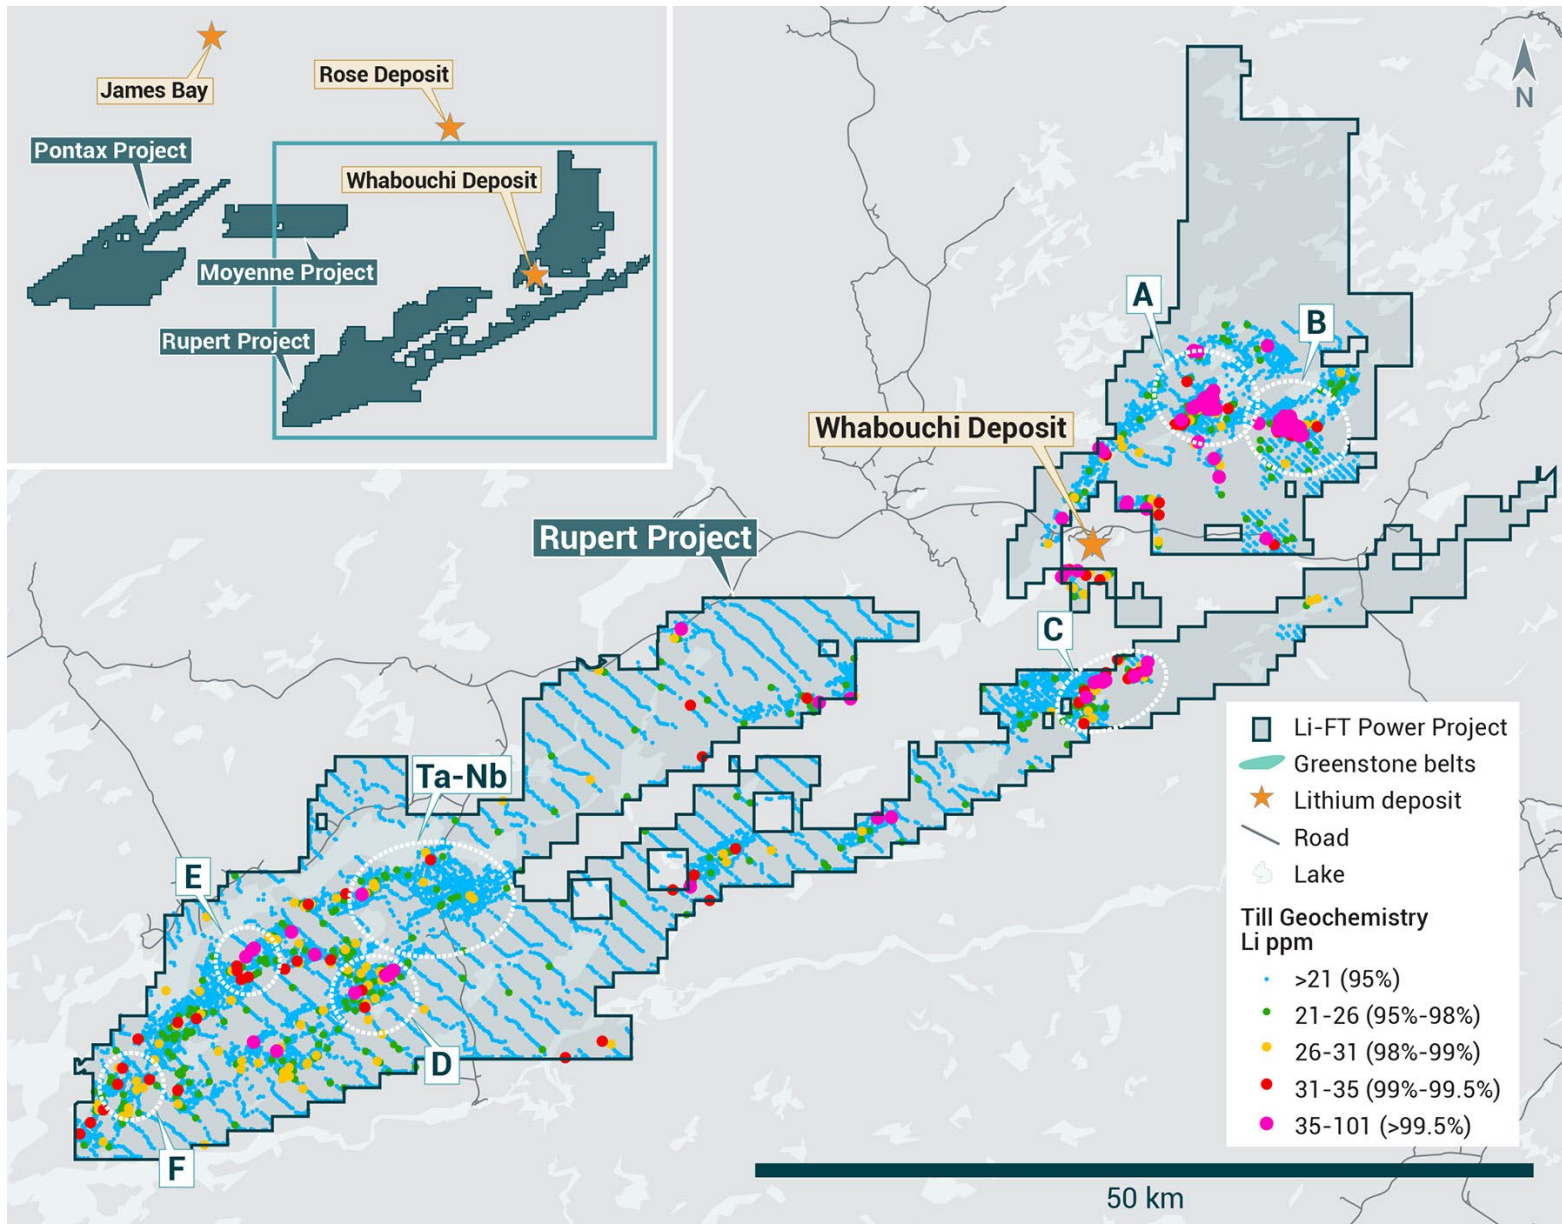 James Bay
Rose Deposit
Pontax Project
Whabouchi Deposit
Moyenne Project
Rupert Project
N
A
B
Whabouchi Deposit
Rupert Project
C
Ta-Nb
E
D
F
Li-FT Power Project
Greenstone belts
Lithium deposit
Road
Lake
Till Geochemistry
Li ppm
>21 (95%)
21-26 (95%-98%)
26-31 (98%-99%)
31-35 (99%-99.5%)
35-101 (>99.5%)
50 km